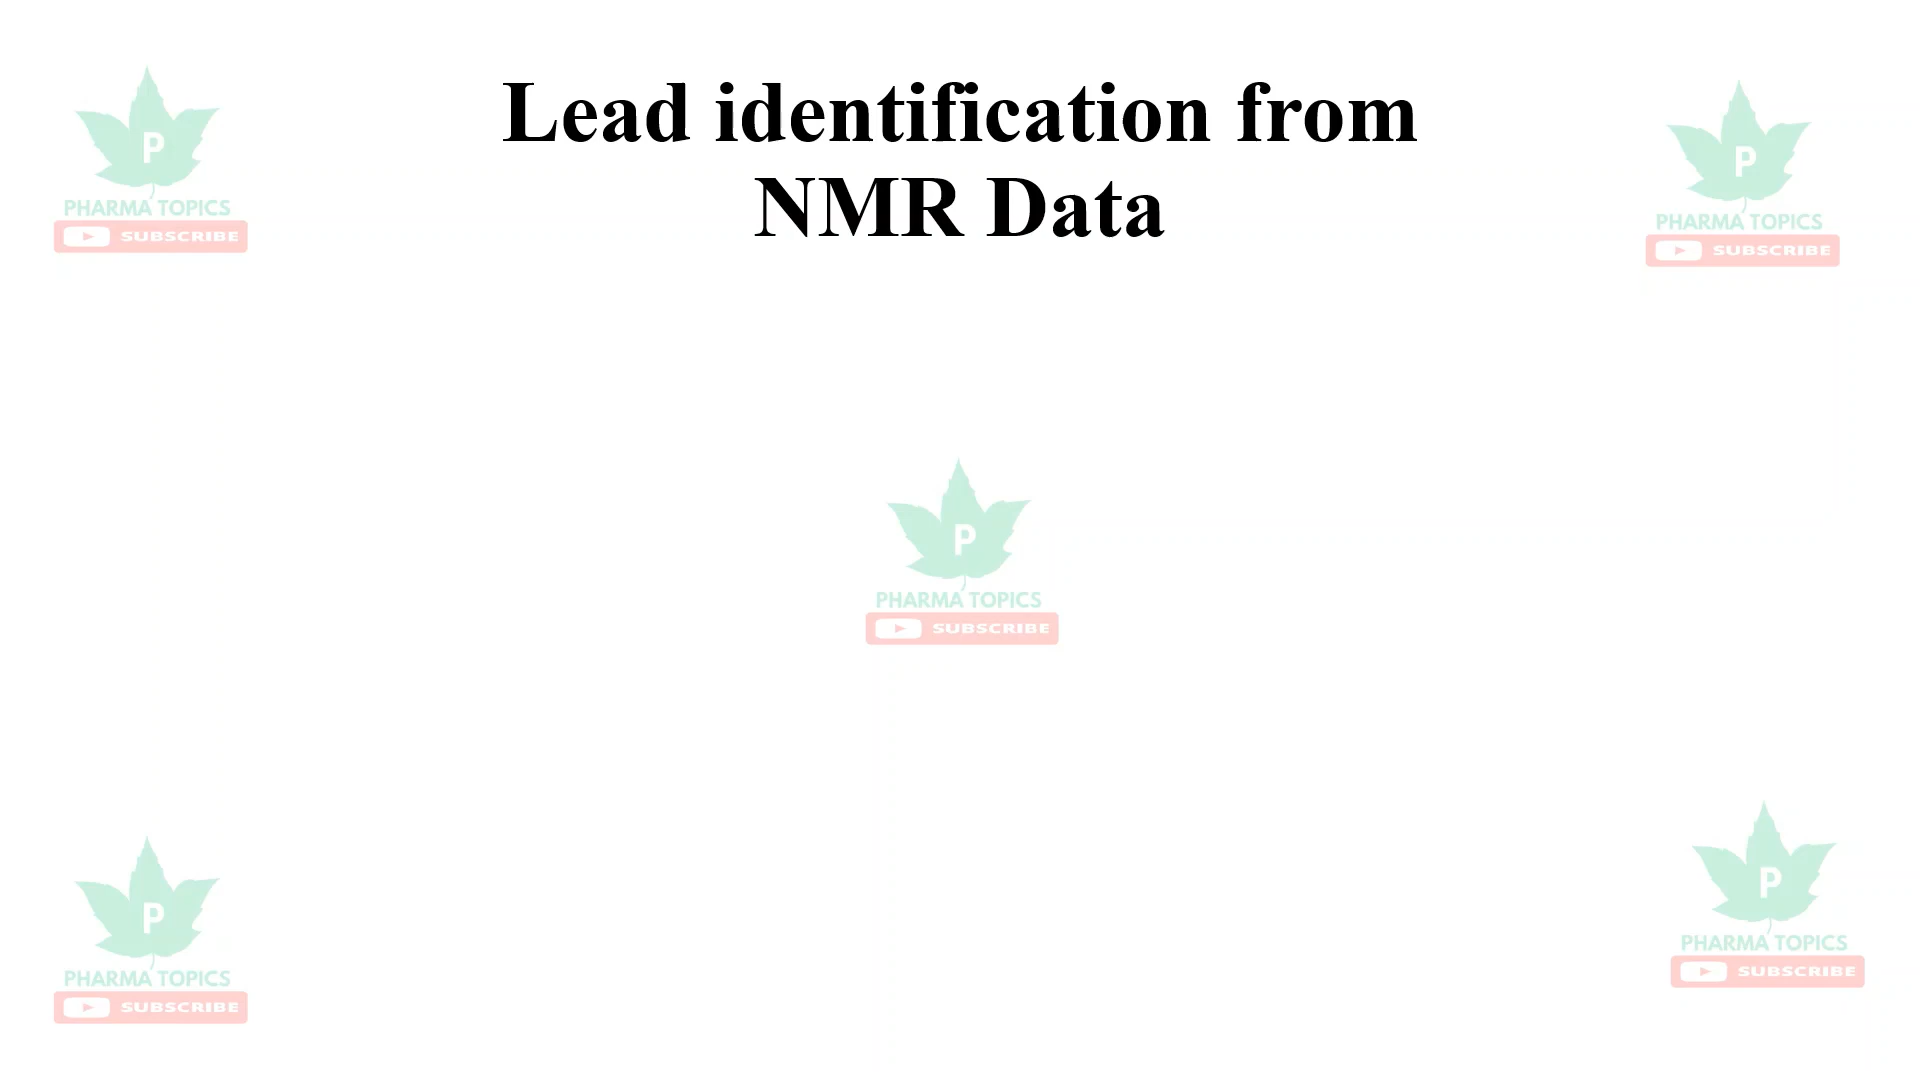 Lead identification from
NMR Data
P
PHARMA TOPICS
SUBSCRIBE
P
PHARMA TOPICS
SUBSCRIBE
P
PHARMA TOPICS
SUBSCRIBE
P
PHARMA TOPICS
SUBSCRIBE
P
PHARMA TOPICS
SUBSCRIBE